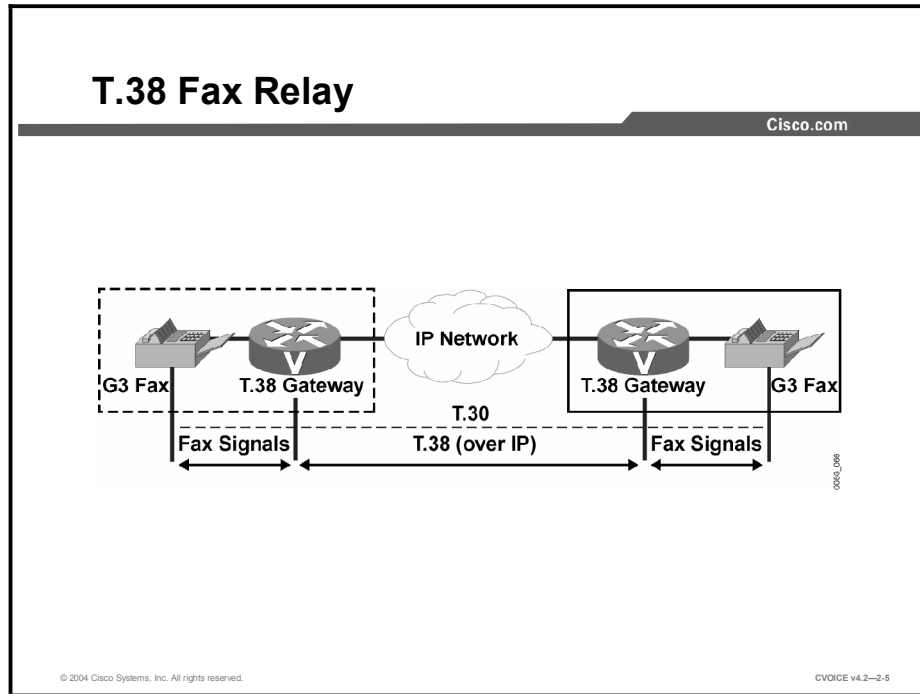 T.38 Fax Relay
Cisco.com
IP Network
G3 Fax
T.38 Gateway
T.38 Gateway
G3 Fax
T.30
Fax Signals
T.38 (over IP)
Fax Signals
V
V
© 2004 Cisco Systems, Inc. All rights reserved.
CVOICE v4.2—2-5